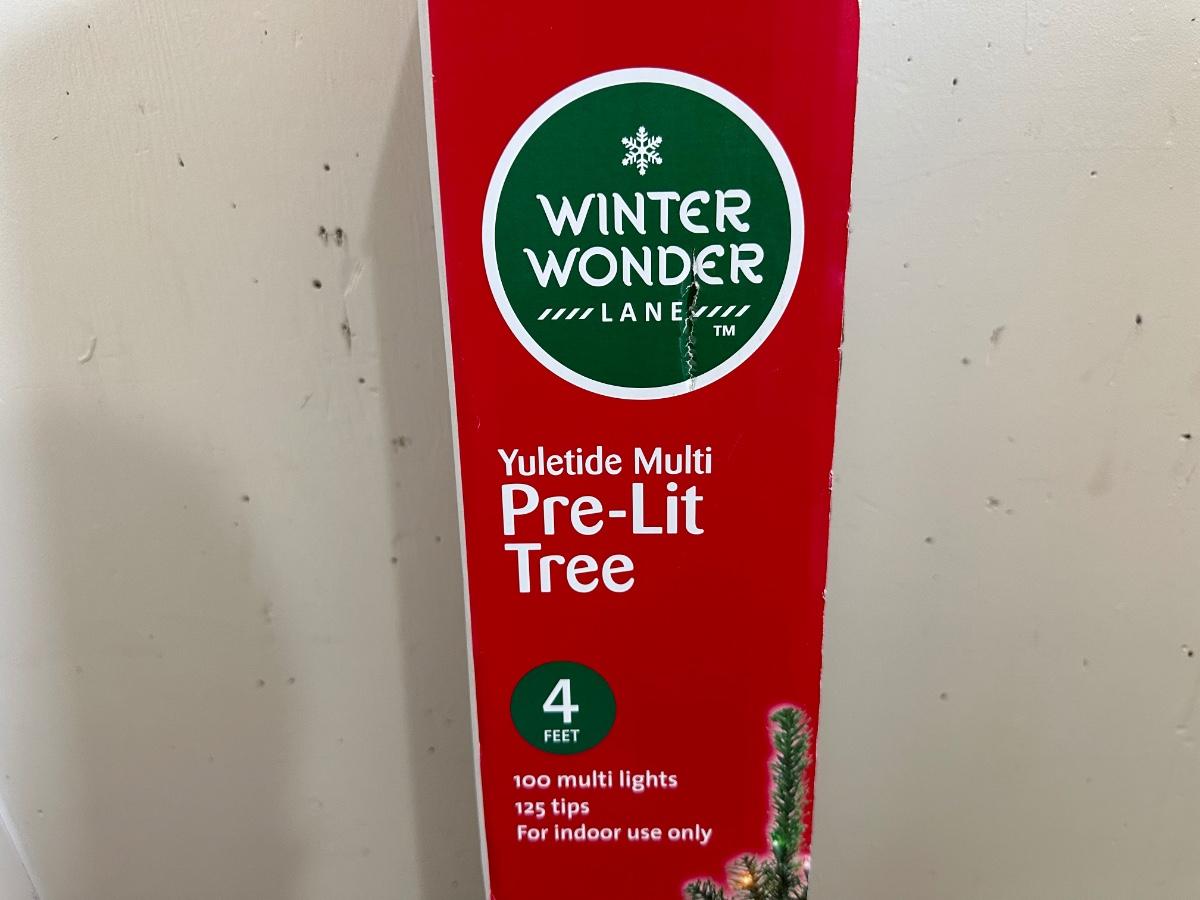 WINTER
WONDER
LANE
TM
Yuletide Multi
Pre-Lit
Tree
4
FEET
100 multi lights
125 tips
For indoor use only